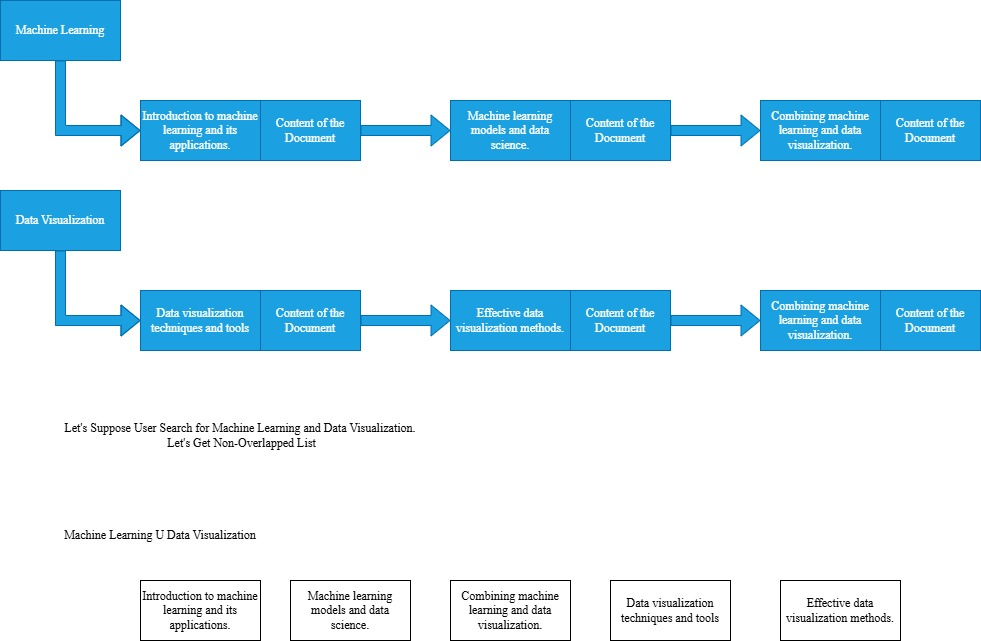 Machine Learning
Introduction to machine
learning and its
applications.
Content of the
Document
Machine learning
models and data
science.
Content of the
Document
Combining machine
learning and data
visualization.
Content of the
Document
Data Visualization
Data visualization
techniques and tools
Content of the
Document
Effective data
visualization methods.
Content of the
Document
Combining machine
learning and data
visualization.
Content of the
Document
Let's Suppose User Search for Machine Learning and Data Visualization.
Let's Get Non-Overlapped List
Machine Learning U Data Visualization
Introduction to machine
learning and its
applications.
Machine learning
models and data
science.
Combining machine
learning and data
visualization.
Data visualization
techniques and tools
Effective data
visualization methods.